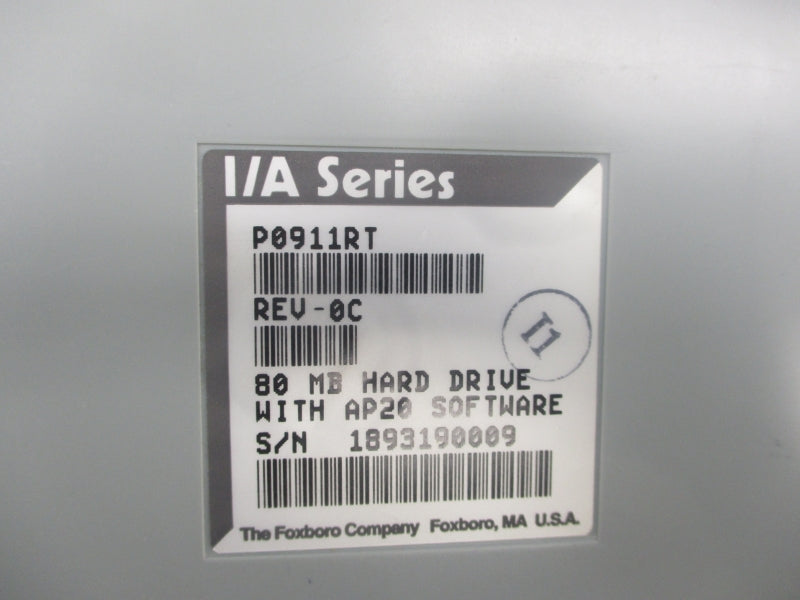 I/A Series
P0911RT
REV-0C
I1
80 MB HARD DRIVE
WITH AP20 SOFTWARE
S/N 1893190009
The Foxboro Company Foxboro, MA U.S.A.